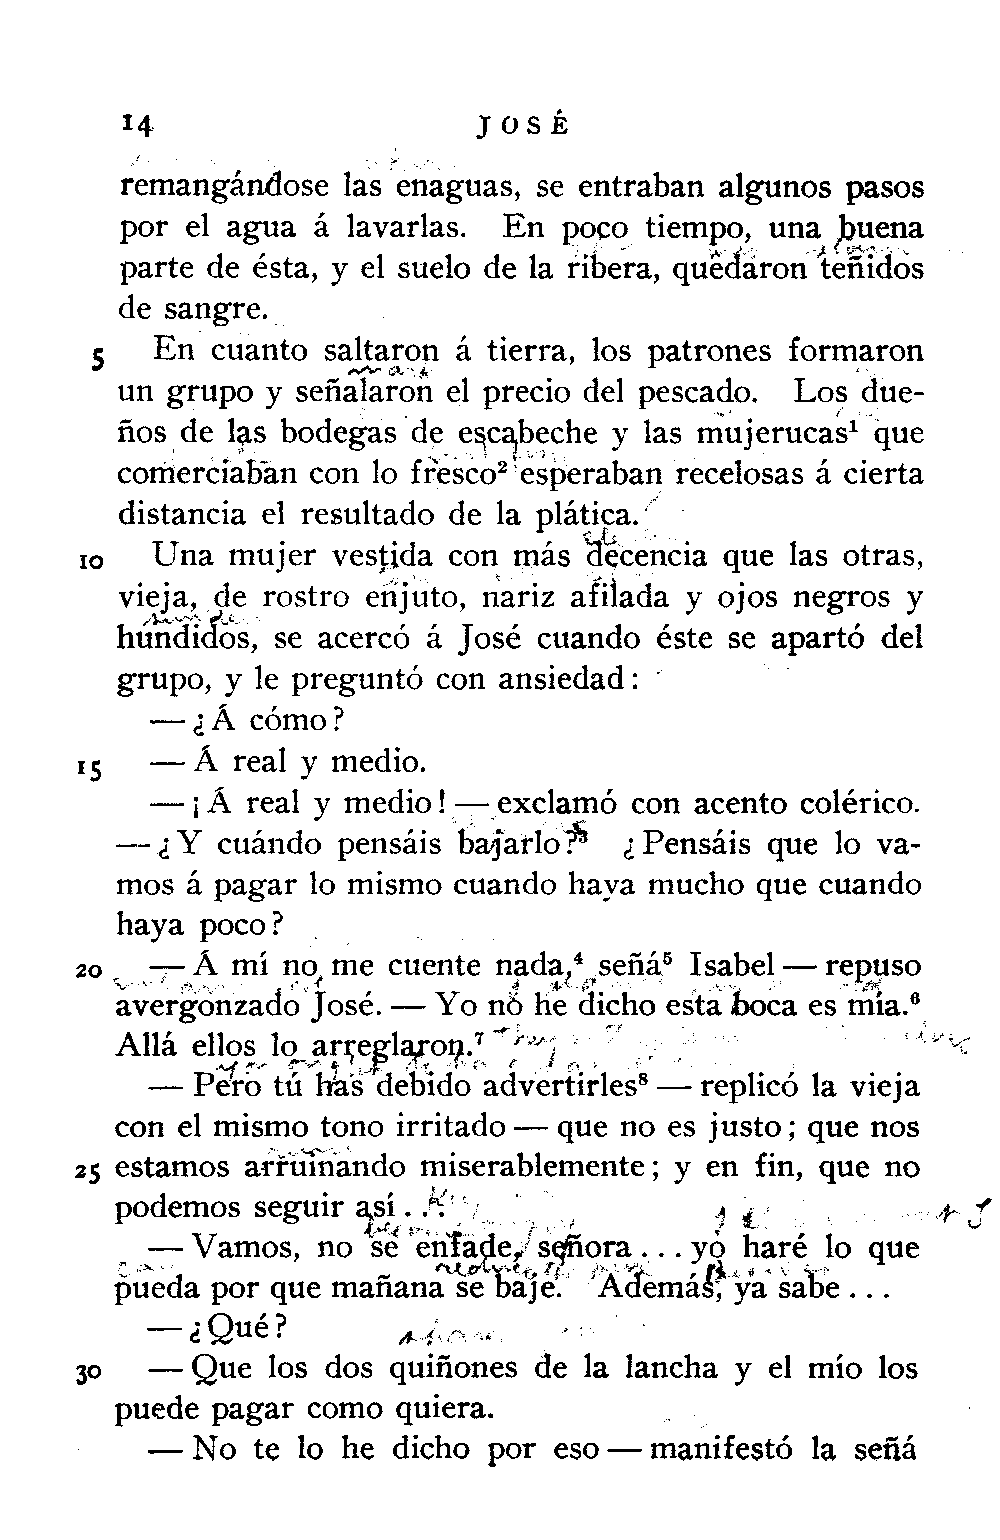 14 JOSÉ
remangándose las enaguas, se entraban algunos pasos
por el agua á lavarlas. En poco tiempo, una buena
parte de ésta, y el suelo de la ribera, quedaron teñidos
de sangre.
5 En cuanto saltaron á tierra, los patrones formaron
un grupo y señalaron el precio del pescado. Los due-
ños de las bodegas de escabeche y las mujerucas¹ que
comerciaban con lo fresco² esperaban recelosas á cierta
distancia el resultado de la plática.
10 Una mujer vestida con más decencia que las otras,
vieja, de rostro enjuto, nariz afilada y ojos negros y
hundidos, se acercó á José cuando éste se apartó del
grupo, y le preguntó con ansiedad:
— ¿Á cómo?
15 — Á real y medio.
— ¡Á real y medio! — exclamó con acento colérico.
— ¿Y cuándo pensáis bajarlo?³ ¿Pensáis que lo va-
mos á pagar lo mismo cuando haya mucho que cuando
haya poco?
20 — Á mí no me cuente nada,⁴ señá⁵ Isabel — repuso
avergonzado José. — Yo no he dicho esta boca es mía.⁶
Allá ellos lo arreglaron.⁷
— Pero tú has debido advertirles⁸ — replicó la vieja
con el mismo tono irritado — que no es justo; que nos
25 estamos arruinando miserablemente; y en fin, que no
podemos seguir así...
— Vamos, no se enfade, señora... yo haré lo que
pueda por que mañana se baje. Además, ya sabe...
— ¿Qué?
30 — Que los dos quiñones de la lancha y el mío los
puede pagar como quiera.
— No te lo he dicho por eso — manifestó la señá